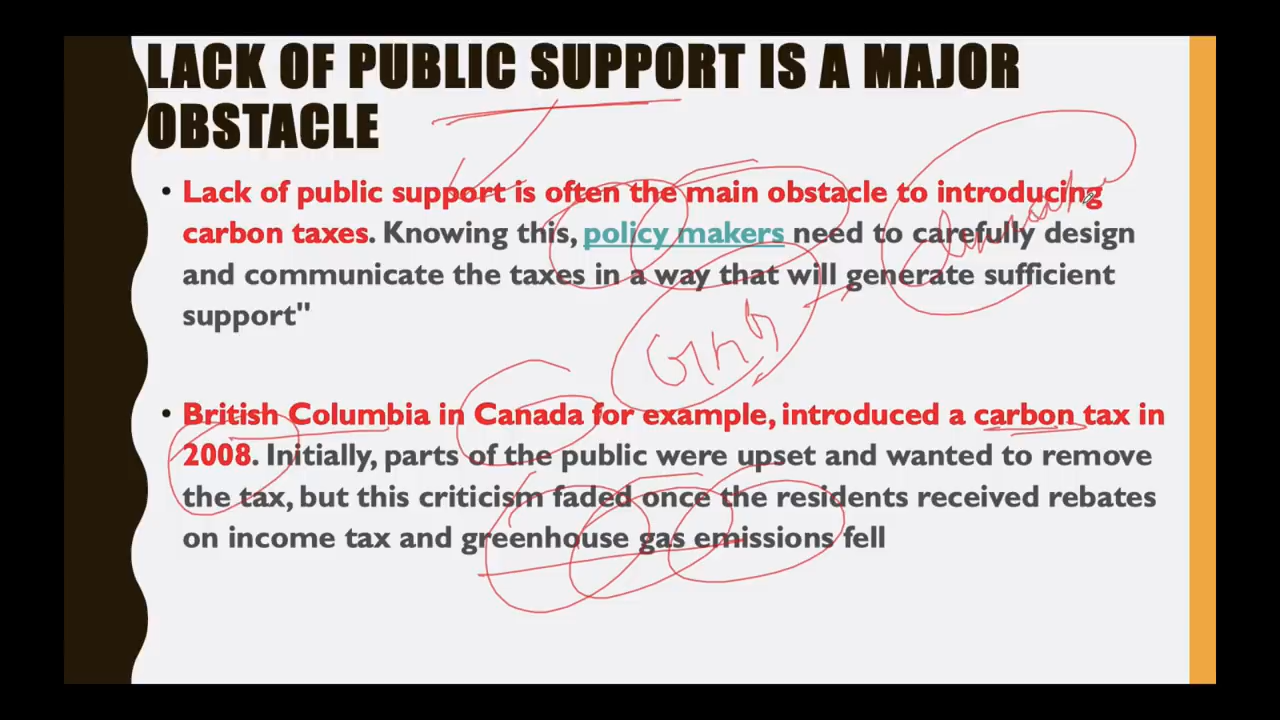 LACK OF PUBLIC SUPPORT IS A MAJOR
OBSTACLE
• Lack of public support is often the main obstacle to introducing
carbon taxes. Knowing this, policy makers need to carefully design
and communicate the taxes in a way that will generate sufficient
support"
• British Columbia in Canada for example, introduced a carbon tax in
2008. Initially, parts of the public were upset and wanted to remove
the tax, but this criticism faded once the residents received rebates
on income tax and greenhouse gas emissions fell